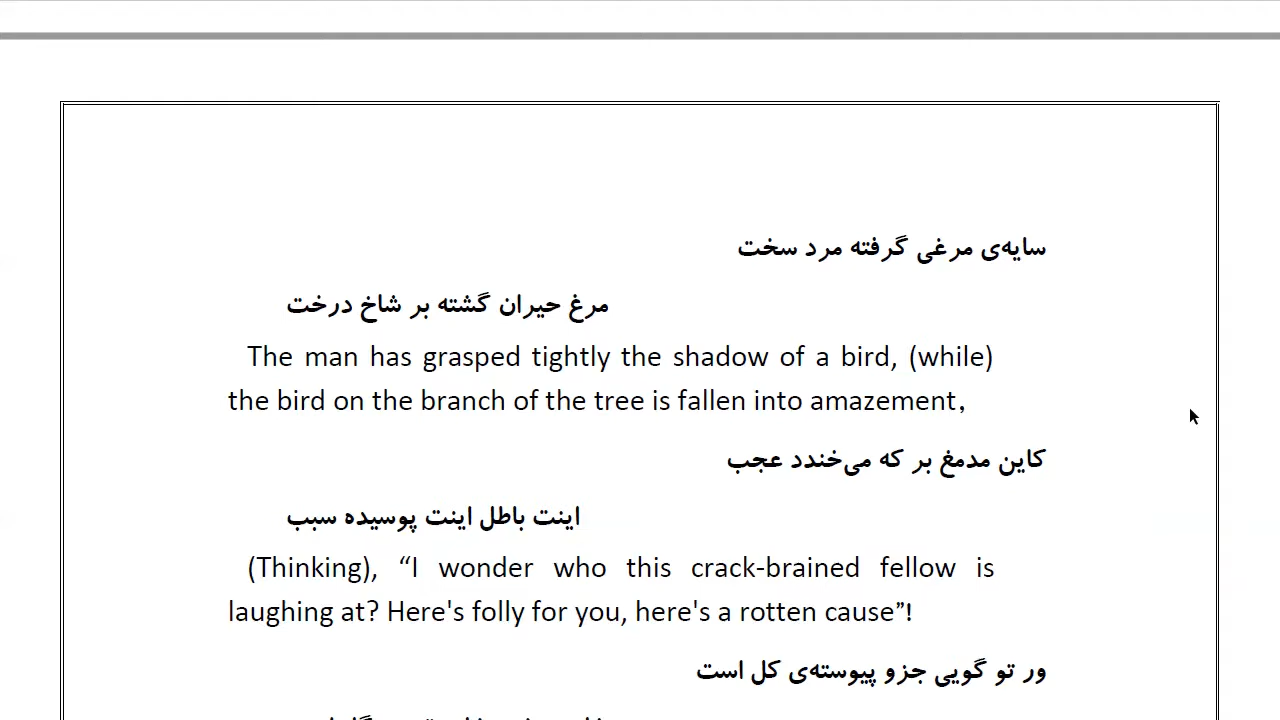 سایه‌ی مرغی گرفته مرد سخت
مرغ حیران گشته بر شاخ درخت
The man has grasped tightly the shadow of a bird, (while)
the bird on the branch of the tree is fallen into amazement,
کاین مدمغ بر که می‌خندد عجب
اینت باطل اینت پوسیده سبب
(Thinking), “I wonder who this crack-brained fellow is
laughing at? Here's folly for you, here's a rotten cause”!
ور تو گویی جزو پیوسته‌ی کل است